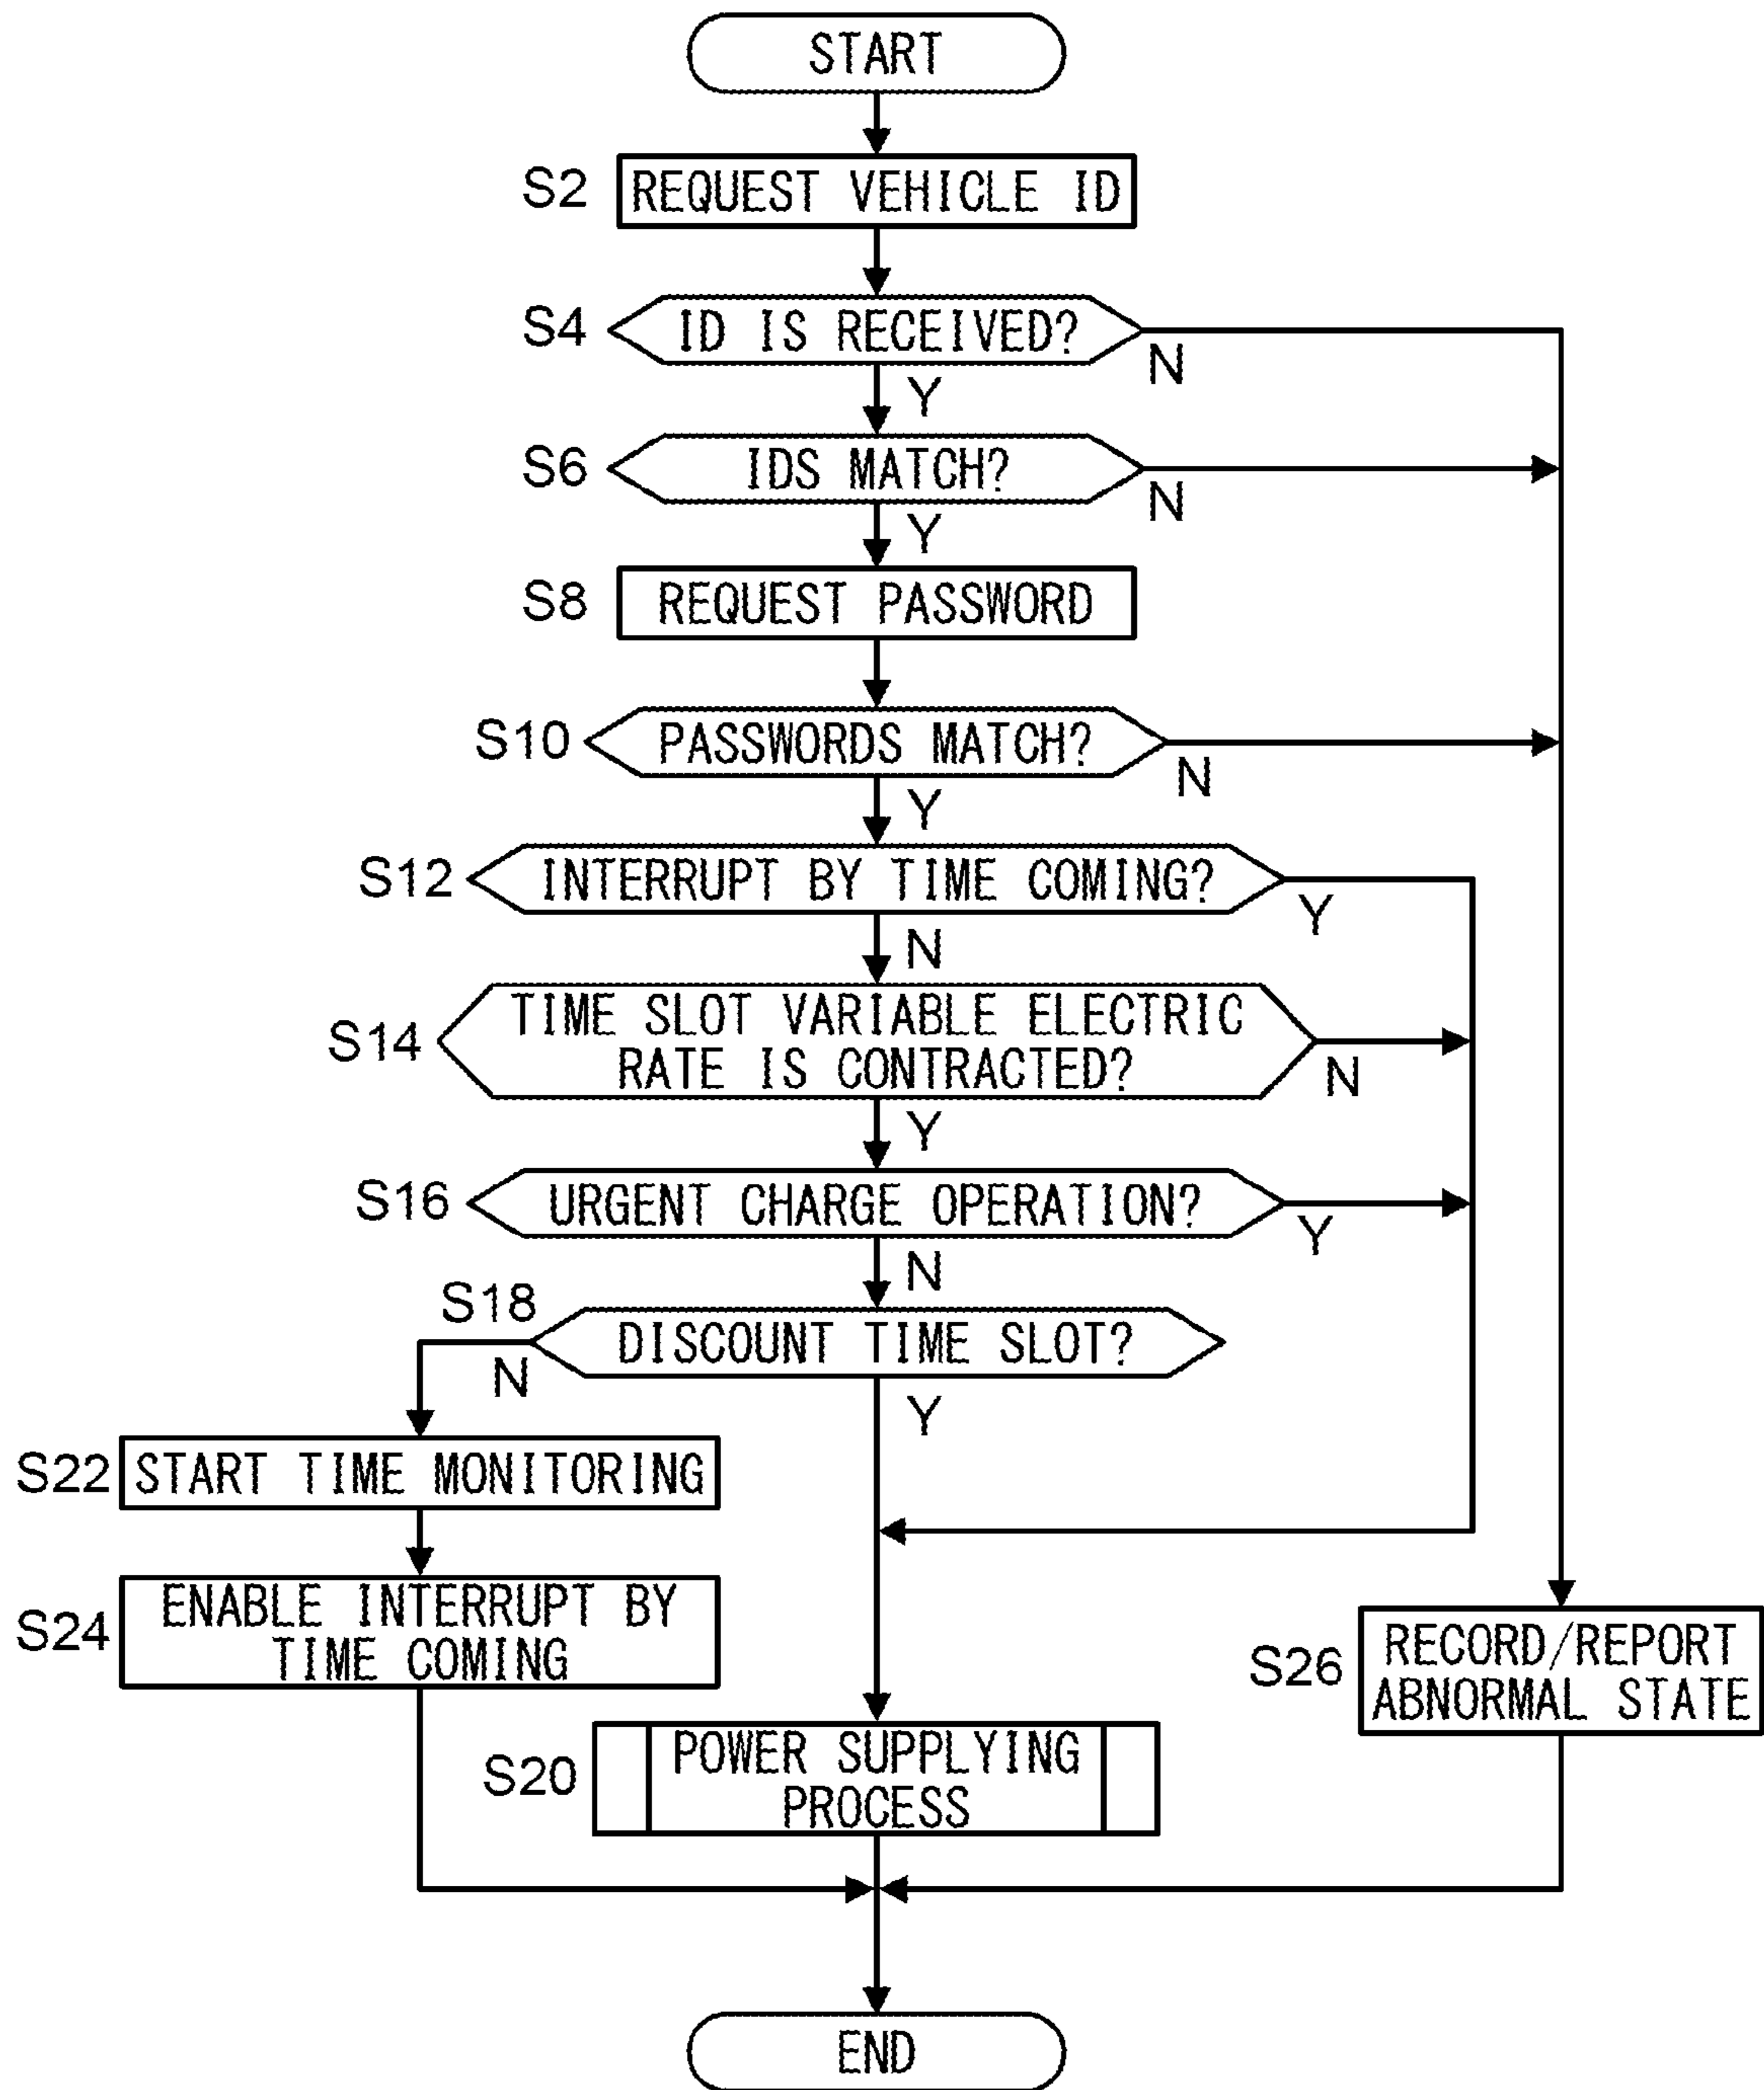 START
S2 REQUEST VEHICLE ID
S4 ID IS RECEIVED?
N
Y
S6 IDS MATCH?
N
Y
S8 REQUEST PASSWORD
S10 PASSWORDS MATCH?
N
Y
S12 INTERRUPT BY TIME COMING?
Y
N
S14 TIME SLOT VARIABLE ELECTRIC
RATE IS CONTRACTED?
N
Y
S16 URGENT CHARGE OPERATION?
Y
N
S18 DISCOUNT TIME SLOT?
N
Y
S22 START TIME MONITORING
S24 ENABLE INTERRUPT BY
TIME COMING
S26 RECORD/REPORT
ABNORMAL STATE
S20 POWER SUPPLYING
PROCESS
END